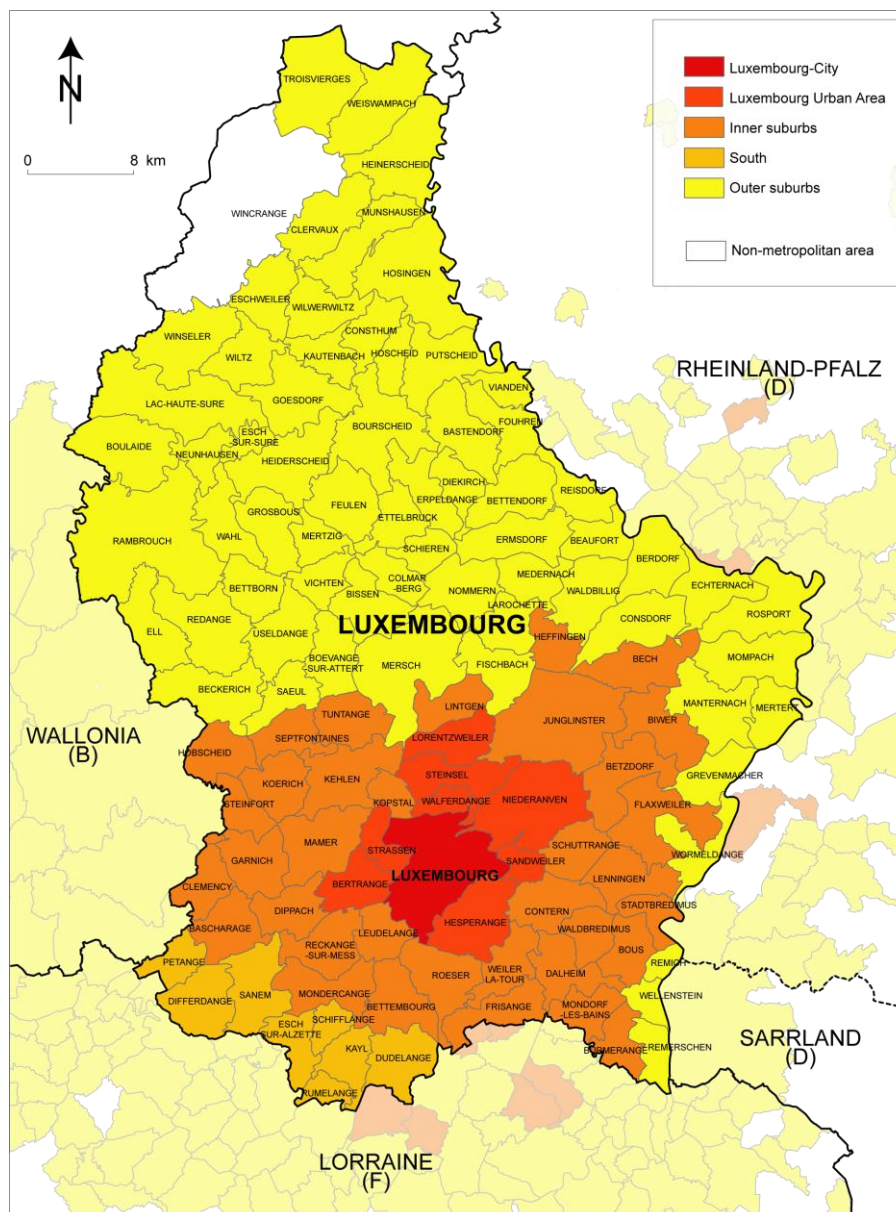 N
0 8 km
Luxembourg-City
Luxembourg Urban Area
Inner suburbs
South
Outer suburbs
Non-metropolitan area
TROISVIERGES
WEISWAMPACH
HEINERSCHEID
WINCRANGE
MUNSHAUSEN
CLERVAUX
HOSINGEN
ESCHWEILER
WILWERWILTZ
WINSELER
CONSTHUM
WILTZ
KAUTENBACH
HOSCHEID
PUTSCHEID
RHEINLAND-PFALZ
(D)
VIANDEN
LAC-HAUTE-SURE
GOESDORF
FOUHREN
BOURSCHEID
BASTENDORF
BOULAIDE
ESCH
-SUR-SURE
NEUNHAUSEN
HEIDERSCHEID
DIEKIRCH
REISDORF
ERPELDANGE
BETTENDORF
FEULEN
GROSBOUS
ETTELBRUCK
RAMBROUCH
WAHL
MERTZIG
ERMSDORF
BEAUFORT
SCHIEREN
BERDORF
MEDERNACH
COLMAR
-BERG
VICHTEN
BETTBORN
BISSEN
NOMMERN
WALDBILLIG
ECHTERNACH
LAROCHETTE
ROSPORT
REDANGE
CONSDORF
ELL
USELDANGE
LUXEMBOURG
HEFFINGEN
BOEVANGE
-SUR-ATTERT
MERSCH
FISCHBACH
BECH
MOMPACH
BECKERICH
SAEUL
MANTERNACH
MERTERT
LINTGEN
TUNTANGE
JUNGLINSTER
BIWER
WALLONIA
(B)
SEPTFONTAINES
LORENTZWEILER
HOBSCHEID
BETZDORF
STEINSEL
GREVENMACHER
KOERICH
KEHLEN
STEINFORT
KOPSTAL
WALFERDANGE
NIEDERANVEN
FLAXWEILER
MAMER
SCHUTTRANGE
STRASSEN
WORMELDANGE
GARNICH
SANDWEILER
LUXEMBOURG
LENNINGEN
CLEMENCY
BERTRANGE
STADTBREDIMUS
DIPPACH
CONTERN
HESPERANGE
BASCHARAGE
LEUDELANGE
WALDBREDIMUS
RECKANGE
-SUR-MESS
BOUS
PETANGE
REMICH
ROESER
WEILER
LA-TOUR
DALHEIM
SANEM
MONDERCANGE
WELLENSTEIN
DIFFERDANGE
BETTEMBOURG
FRISANGE
MONDORF
-LES-BAINS
SCHIFFLANGE
ESCH
SUR-ALZETTE
SARRLAND
(D)
KAYL
REMERSCHEN
BURMERANGE
DUDELANGE
RUMELANGE
LORRAINE
(F)